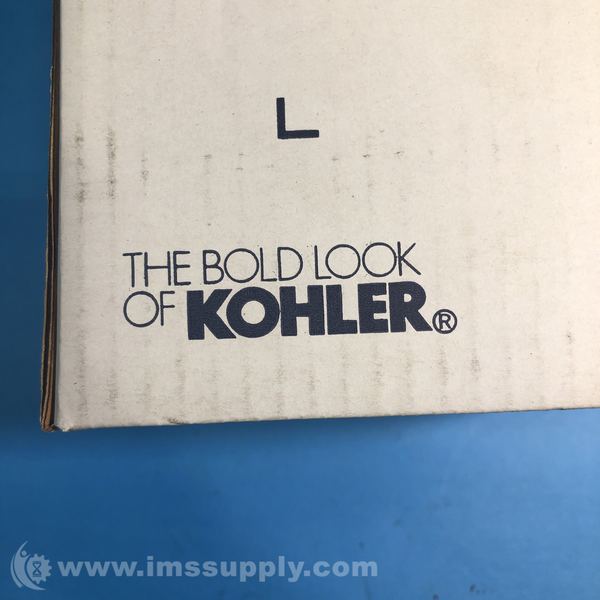 L
THE BOLD LOOK
OF KOHLER®
www.imssupply.com